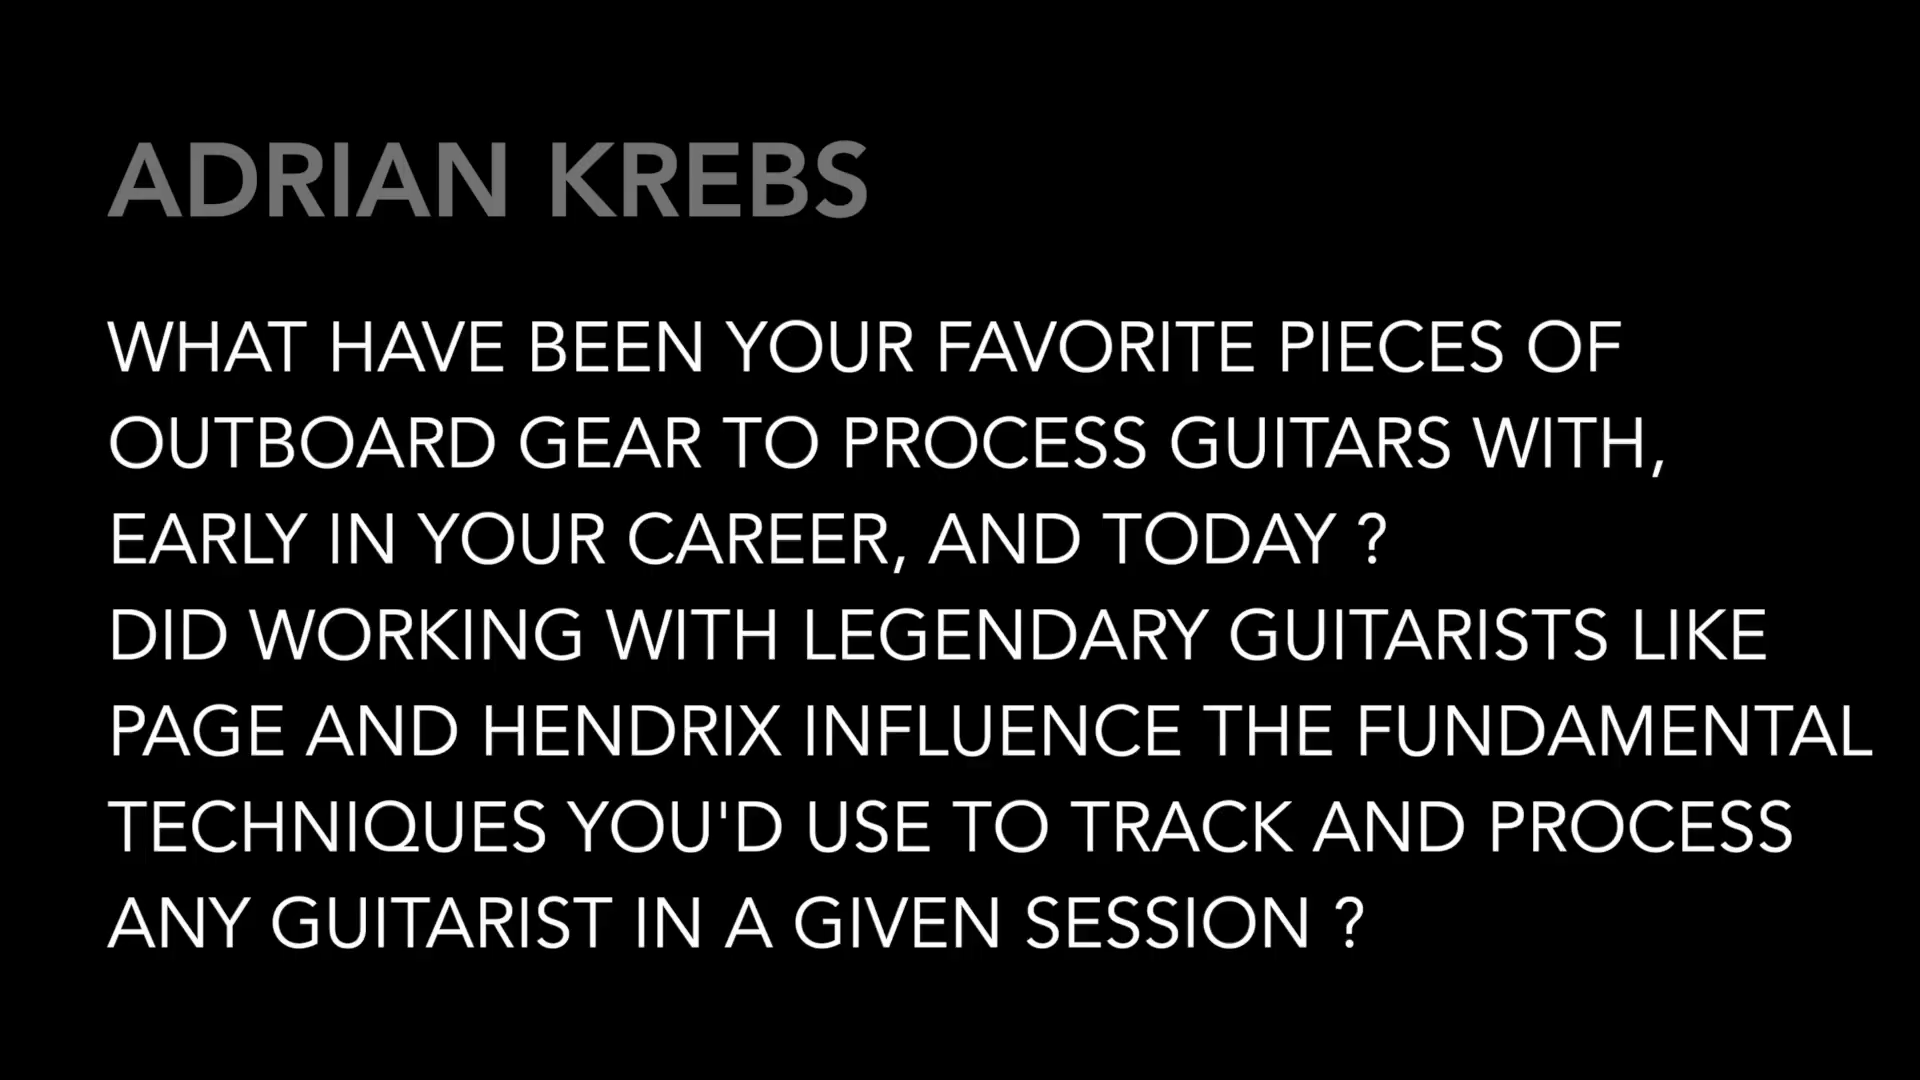 ADRIAN KREBS
WHAT HAVE BEEN YOUR FAVORITE PIECES OF
OUTBOARD GEAR TO PROCESS GUITARS WITH,
EARLY IN YOUR CAREER, AND TODAY ?
DID WORKING WITH LEGENDARY GUITARISTS LIKE
PAGE AND HENDRIX INFLUENCE THE FUNDAMENTAL
TECHNIQUES YOU'D USE TO TRACK AND PROCESS
ANY GUITARIST IN A GIVEN SESSION ?